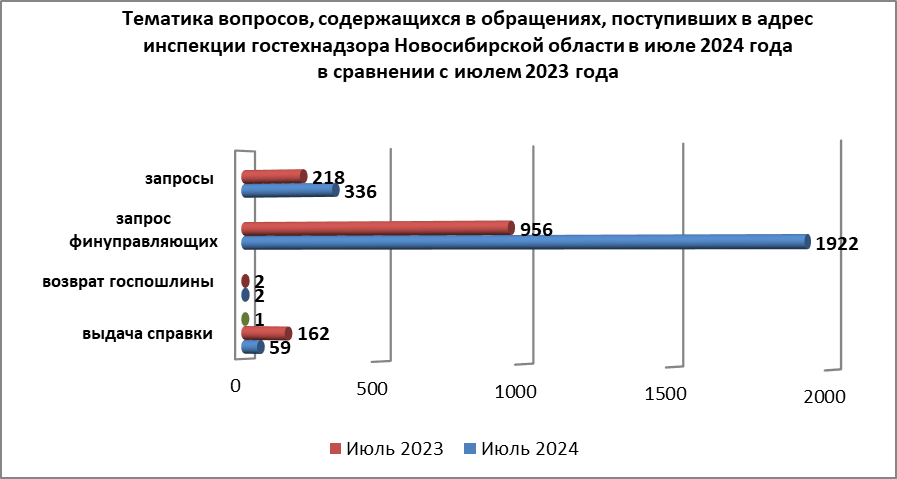 Тематика вопросов, содержащихся в обращениях, поступивших в адрес
инспекции гостехнадзора Новосибирской области в июле 2024 года
в сравнении с июлем 2023 года
запросы
218
336
запрос
финуправляющих
956
1922
возврат госпошлины
2
2
1
выдача справки
162
59
0
500
1000
1500
2000
Июль 2023
Июль 2024